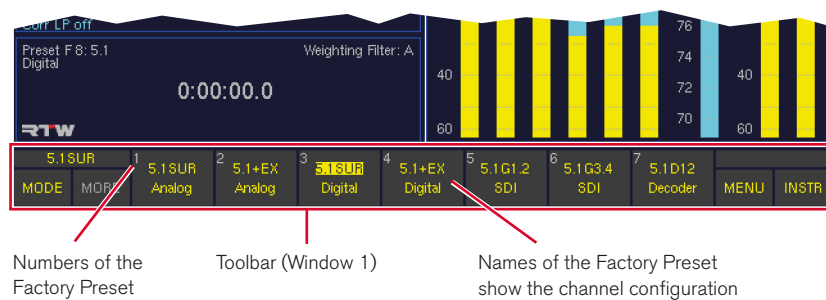 Corr LP off
Preset F 8: 5.1 Weighting Filter: A
Digital
0:00:00.0
RTW
76
74
72
70
40
60
40
60
5.1SUR
MODE MORE
1 5.1SUR Analog
2 5.1+EX Analog
3 5.1SUR Digital
4 5.1+EX Digital
5 5.1G1.2 SDI
6 5.1G3.4 SDI
7 5.1D12 Decoder
MENU INSTR
Numbers of the
Factory Preset
Toolbar (Window 1)
Names of the Factory Preset
show the channel configuration